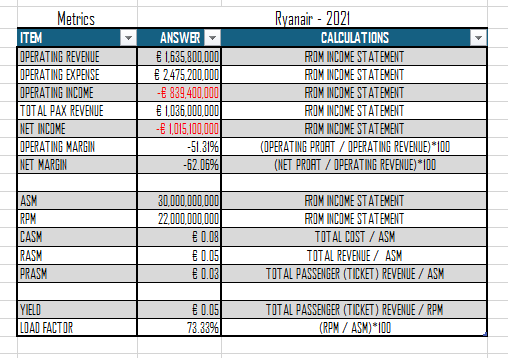 Metrics Ryanair - 2021
ITEM ANSWER CALCULATIONS
OPERATING REVENUE € 1,635,800,000 FROM INCOME STATEMENT
OPERATING EXPENSE € 2,475,200,000 FROM INCOME STATEMENT
OPERATING INCOME -€ 839,400,000 FROM INCOME STATEMENT
TOTAL PAX REVENUE € 1,036,000,000 FROM INCOME STATEMENT
NET INCOME -€ 1,015,100,000 FROM INCOME STATEMENT
OPERATING MARGIN -51.31% (OPERATING PROFIT / OPERATING REVENUE)*100
NET MARGIN -62.06% (NET PROFIT / OPERATING REVENUE)*100
ASM 30,000,000,000 FROM INCOME STATEMENT
RPM 22,000,000,000 FROM INCOME STATEMENT
CASM € 0.08 TOTAL COST / ASM
RASM € 0.05 TOTAL REVENUE / ASM
PRASM € 0.03 TOTAL PASSENGER (TICKET) REVENUE / ASM
YIELD € 0.05 TOTAL PASSENGER (TICKET) REVENUE / RPM
LOAD FACTOR 73.33% (RPM / ASM)*100